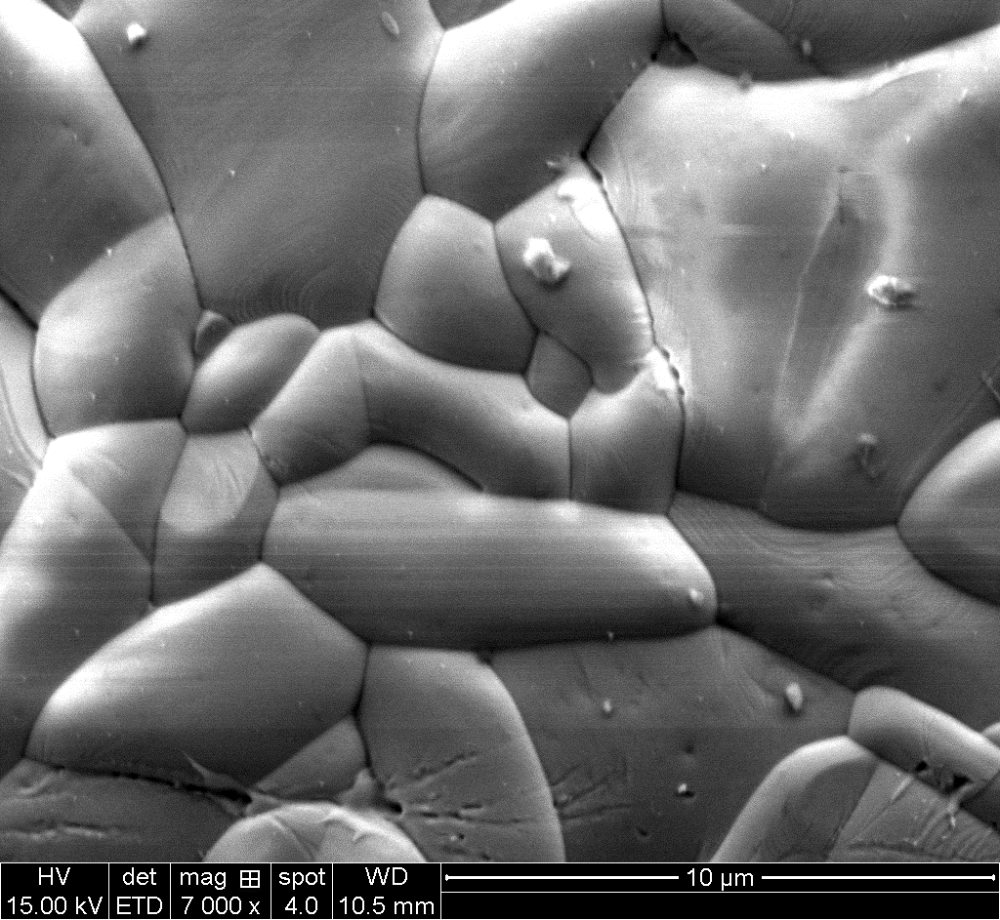 HV det mag ⊞ spot WD 10 µm
15.00 kV ETD 7 000 x 4.0 10.5 mm